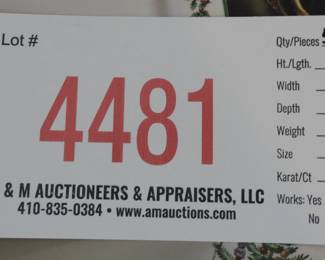 Lot #
4481
& M AUCTIONEERS & APPRAISERS, LLC
410-835-0384 • www.amauctions.com
Qty/Pieces
Ht./Lgth.
Width
Depth
Weight
Size
Karat/Ct
Works: Yes
No